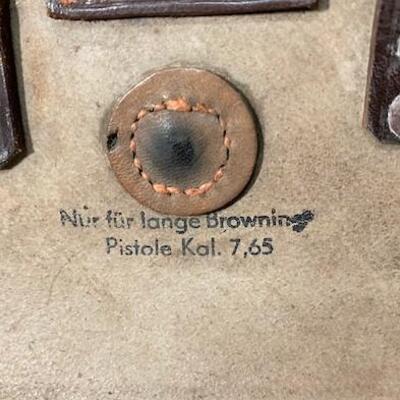 Nur für lange Browning
Pistole Kal. 7,65